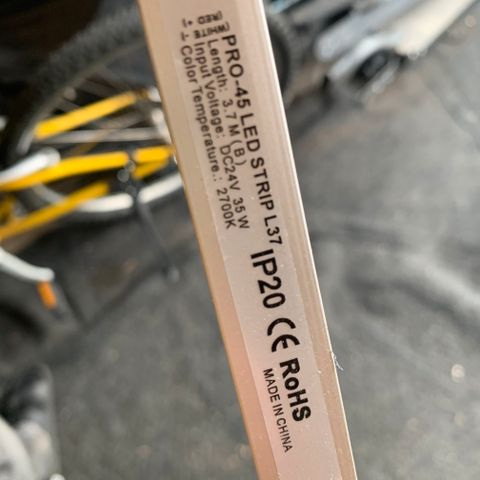 PRO-45 LED STRIP L37
Length: 3.7M(B)
Input Voltage: DC24V 35W
Color Temperature.: 2700K
[WHITE]
[RED]
IP20 CE RoHS
MADE IN CHINA